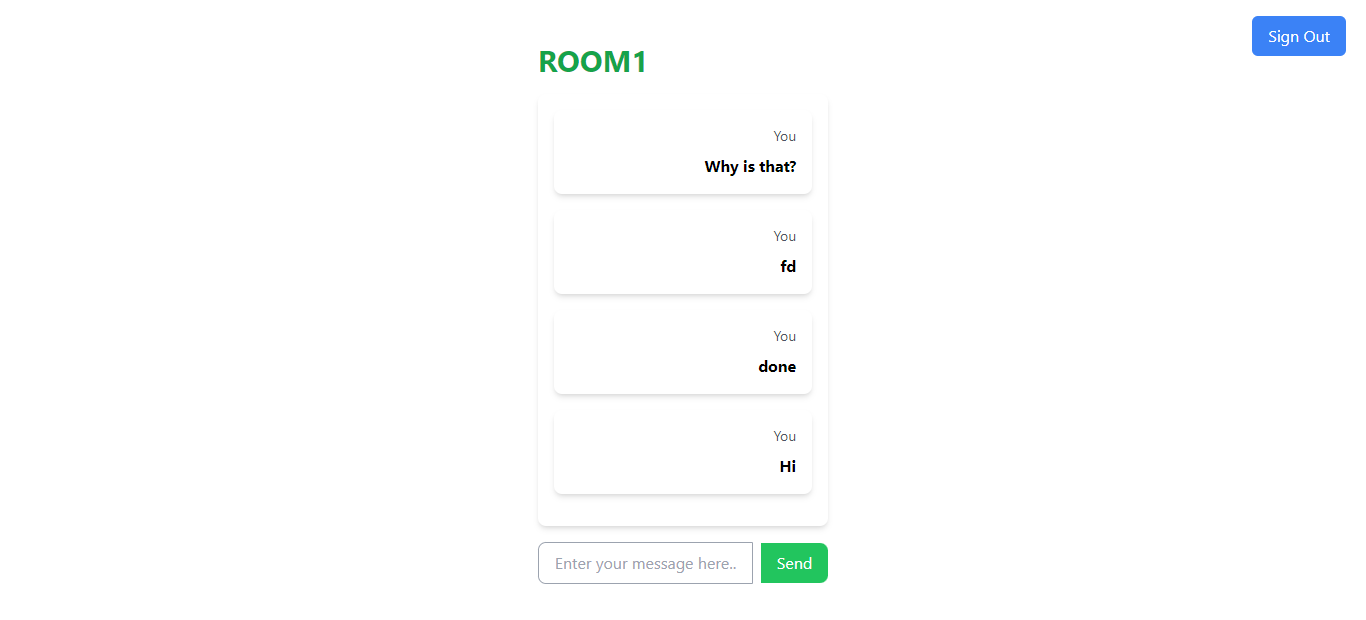 Sign Out
ROOM1
You
Why is that?
You
fd
You
done
You
Hi
Enter your message here..
Send